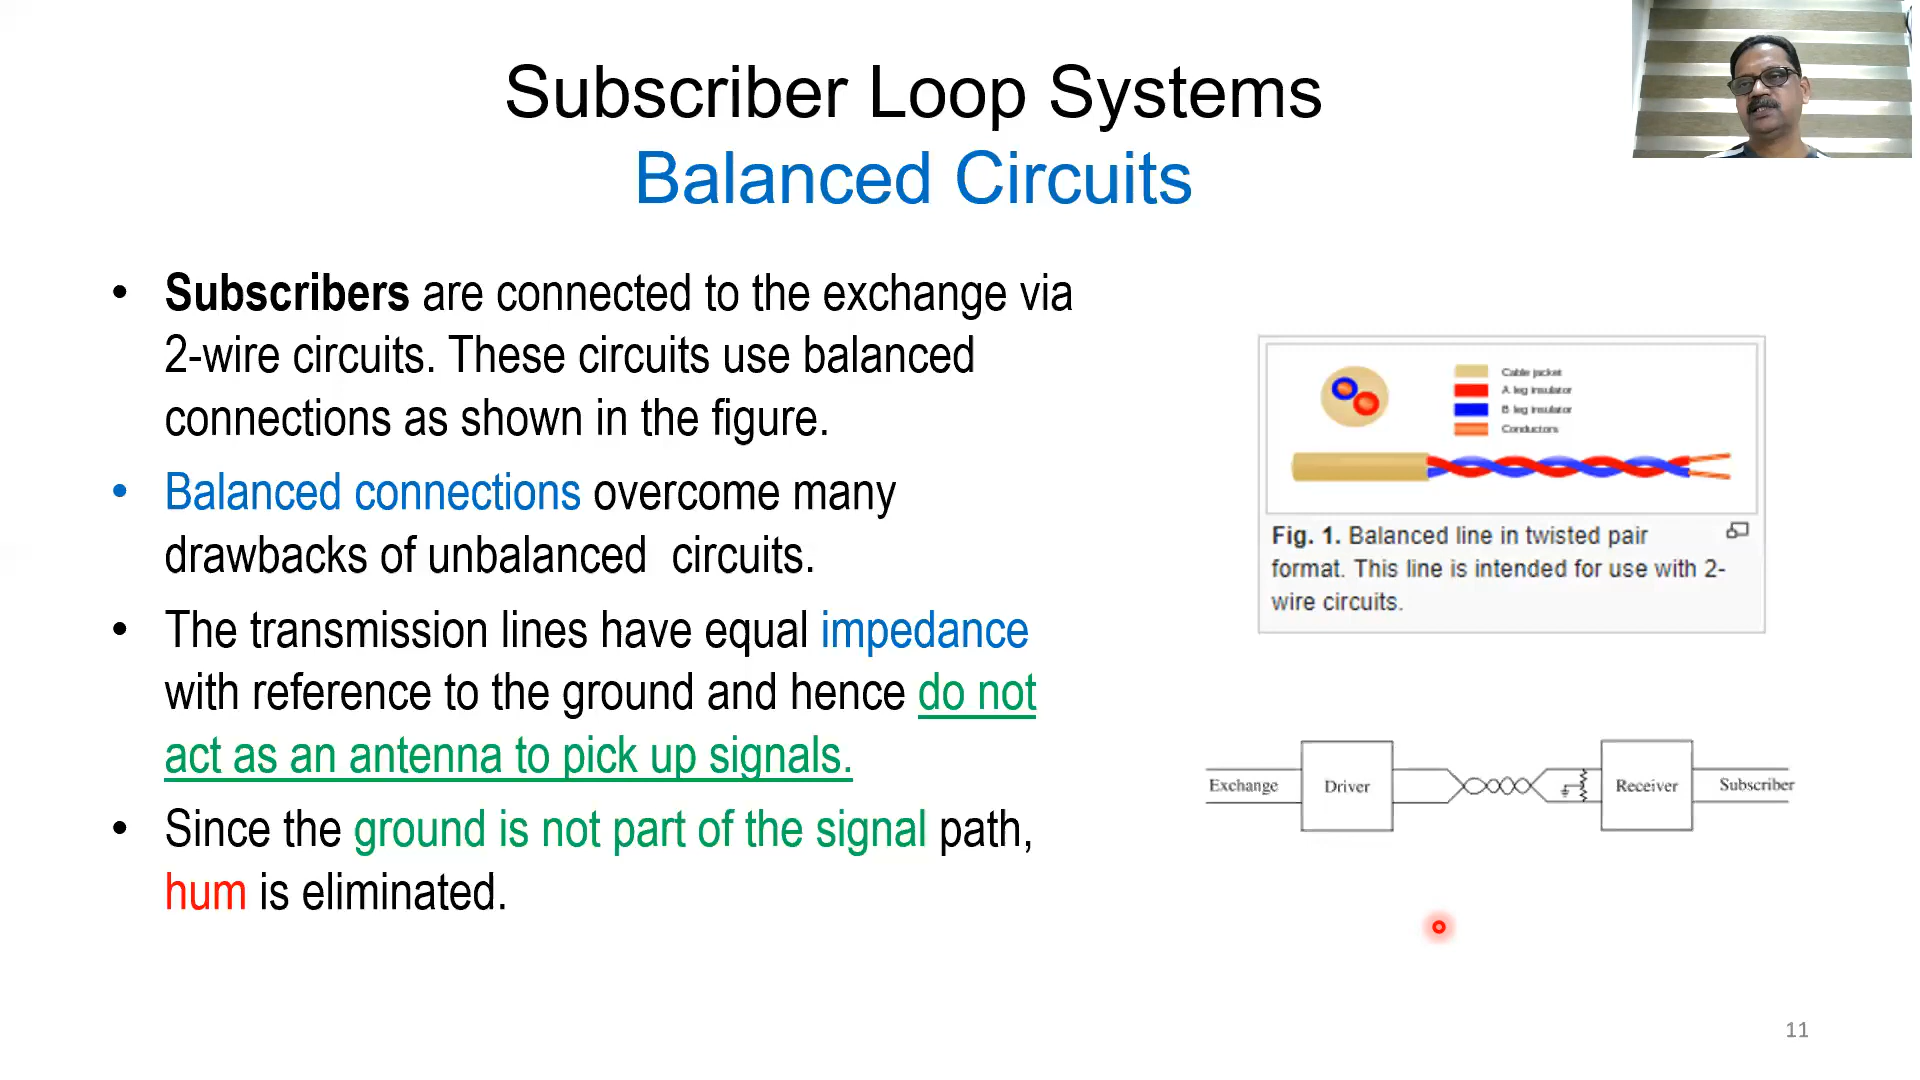 Subscriber Loop Systems
Balanced Circuits
• Subscribers are connected to the exchange via
2-wire circuits. These circuits use balanced
connections as shown in the figure.
• Balanced connections overcome many
drawbacks of unbalanced circuits.
• The transmission lines have equal impedance
with reference to the ground and hence do not
act as an antenna to pick up signals.
• Since the ground is not part of the signal path,
hum is eliminated.
Cable jacket
A leg insulator
B leg insulator
Conductors
Fig. 1. Balanced line in twisted pair
format. This line is intended for use with 2-
wire circuits.
Exchange Driver Receiver Subscriber
11